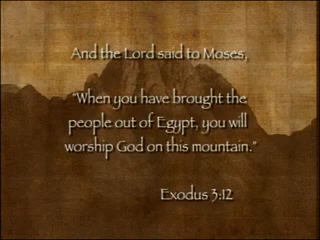 And the Lord said to Moses,
"When you have brought the
people out of Egypt, you will
worship God on this mountain."
Exodus 3:12